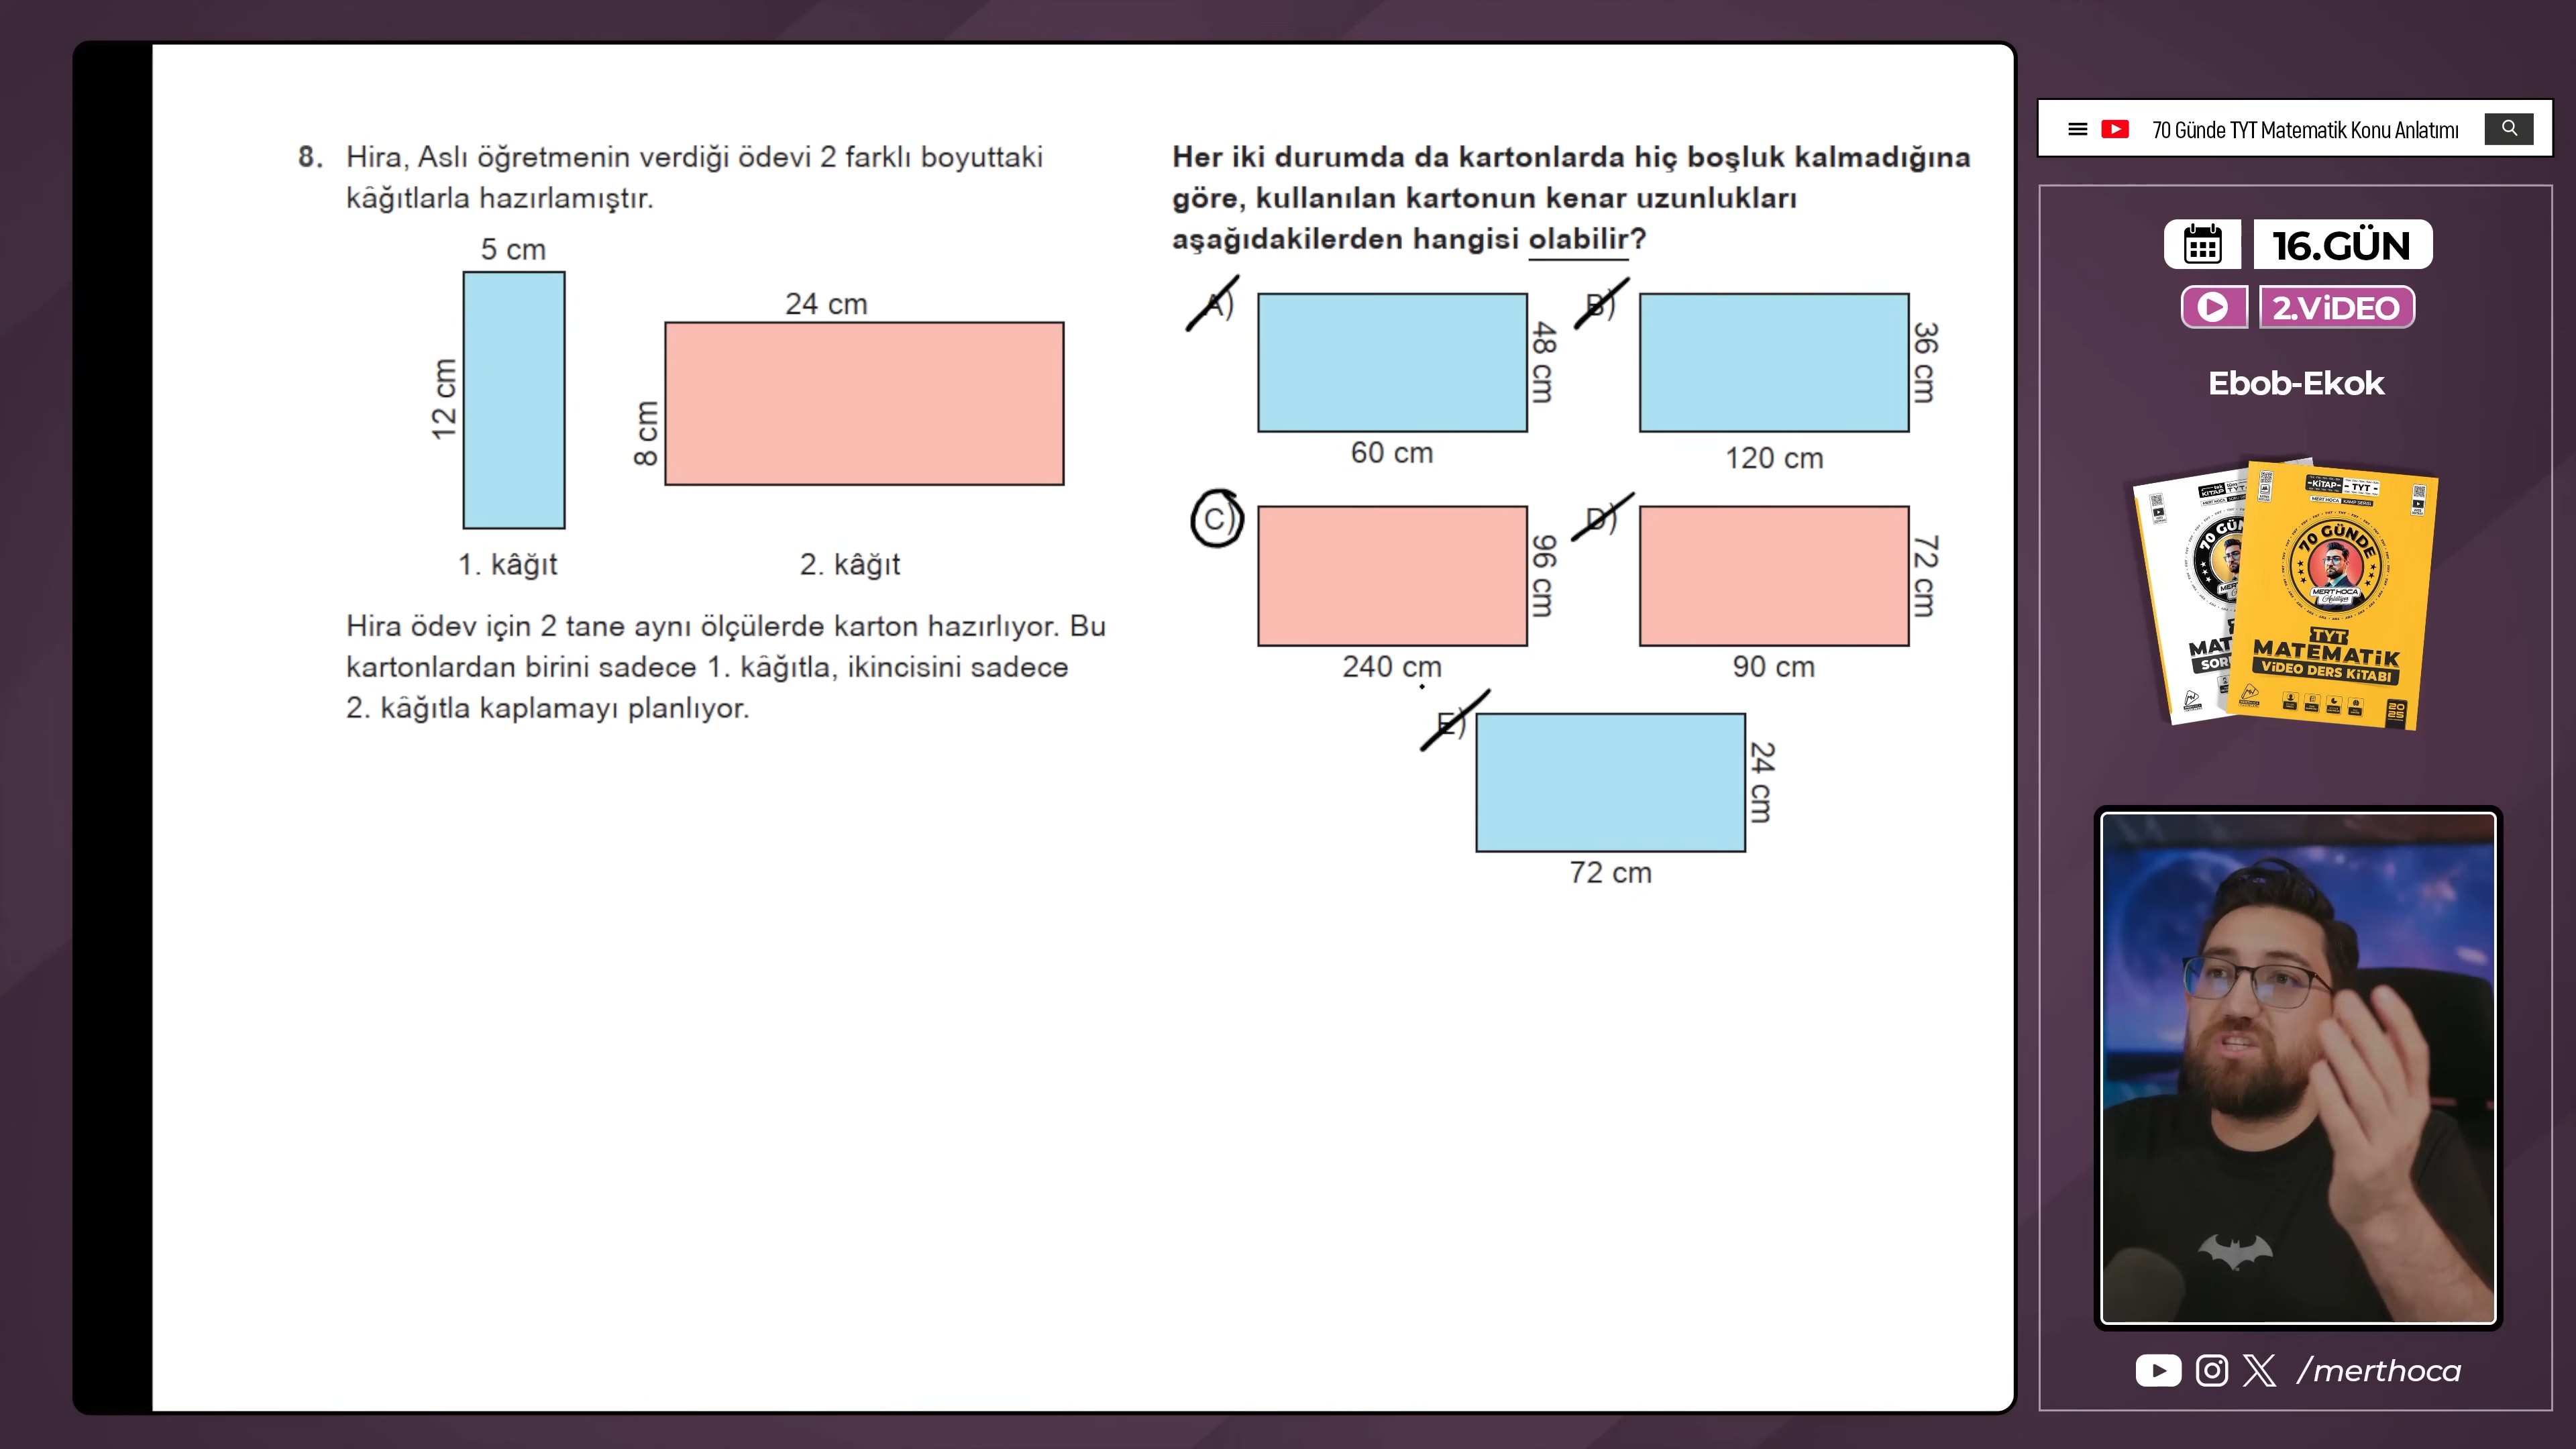 8. Hira, Aslı öğretmenin verdiği ödevi 2 farklı boyuttaki
kâğıtlarla hazırlamıştır.
5 cm
12 cm
1. kâğıt
24 cm
8 cm
2. kâğıt
Hira ödev için 2 tane aynı ölçülerde karton hazırlıyor. Bu
kartonlardan birini sadece 1. kâğıtla, ikincisini sadece
2. kâğıtla kaplamayı planlıyor.
Her iki durumda da kartonlarda hiç boşluk kalmadığına
göre, kullanılan kartonun kenar uzunlukları
aşağıdakilerden hangisi olabilir?
A)
48 cm
60 cm
B)
36 cm
120 cm
C)
96 cm
240 cm
D)
72 cm
90 cm
E)
24 cm
72 cm
70 Günde TYT Matematik Konu Anlatımı
16.GÜN
2.ViDEO
Ebob-Ekok
KiTAP
TYT
70 GÜNDE
MERT HOCA
TYT
MATEMATiK
ViDEO DERS KiTABI
2025
/merthoca